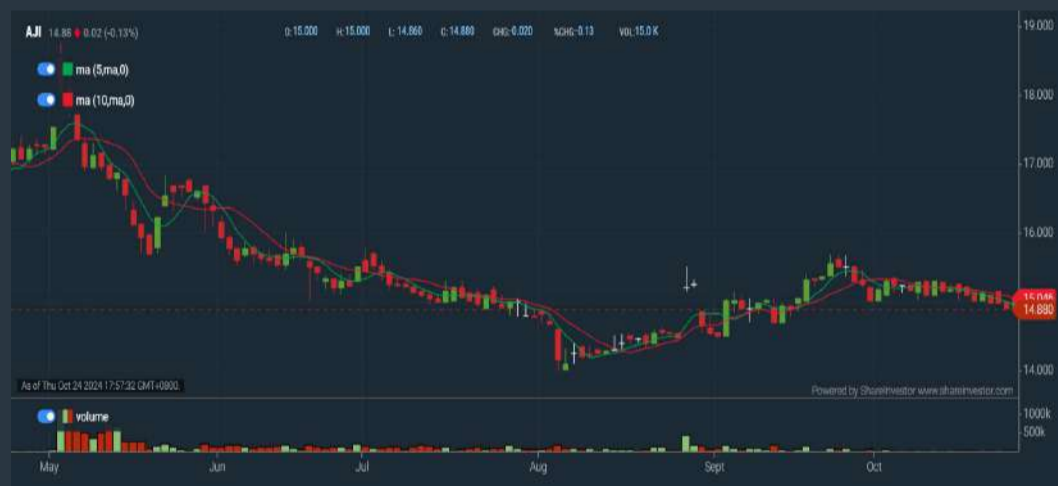 AJI 14.88 0.02 (-0.13%) O:15.000 H:15.000 L: 14.860 C:14.880 CHG:-0.020 %CHG:-0.13 VOL:15.0 K
ma (5,ma,0)
ma (10,ma,0)
19.000
18.000
17.000
16.000
15.046
14.880
14.000
As of Thu Oct 24 2024 17:57:32 GMT+0800.
Powered by ShareInvestor www.shareinvestor.com
volume
1000k
500k
May Jun Jul Aug Sept Oct